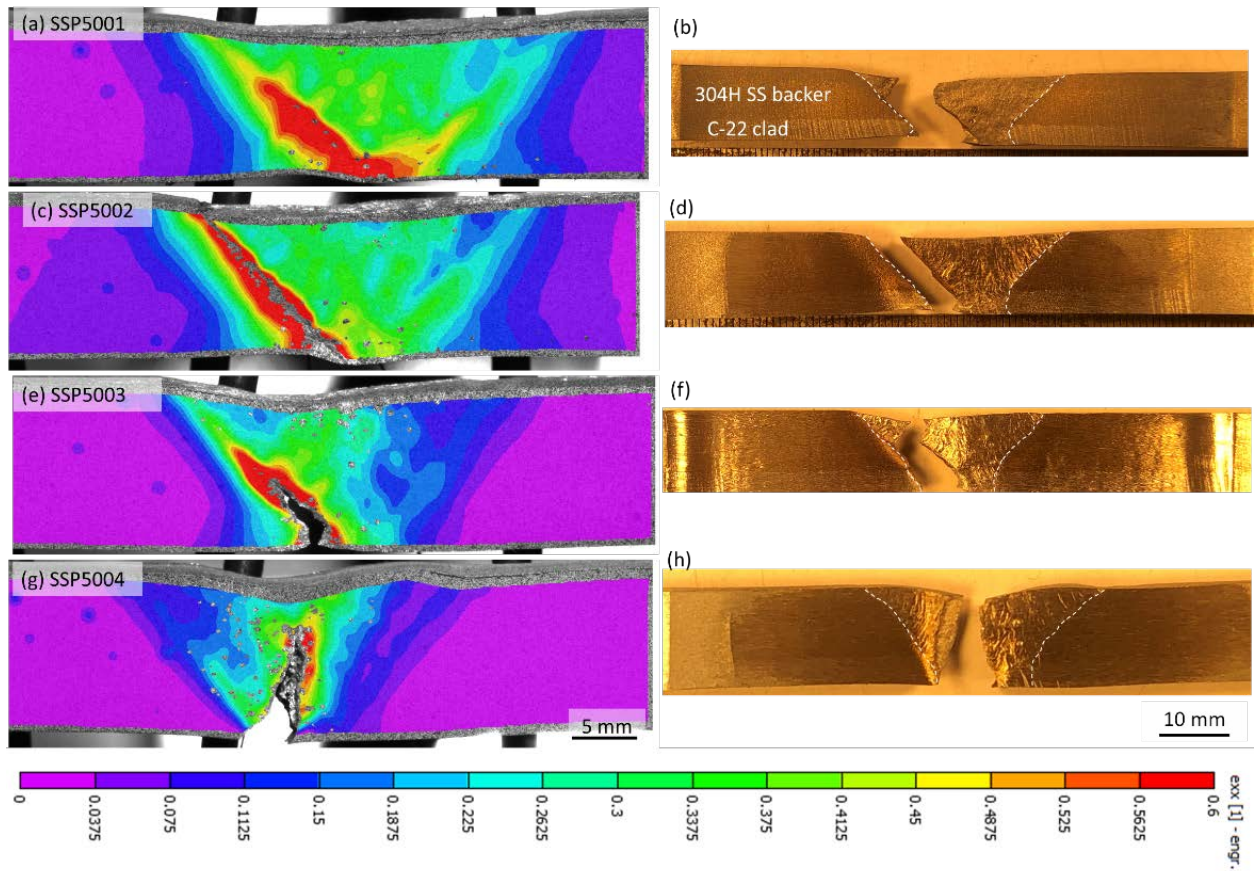 (a) SSP5001
(b)
304H SS backer
C-22 clad
(c) SSP5002
(d)
(e) SSP5003
(f)
(g) SSP5004
(h)
5 mm
10 mm
0
0.0375
0.075
0.1125
0.15
0.1875
0.225
0.2625
0.3
0.3375
0.375
0.4125
0.45
0.4875
0.525
0.5625
0.6
exx [1] - engr.